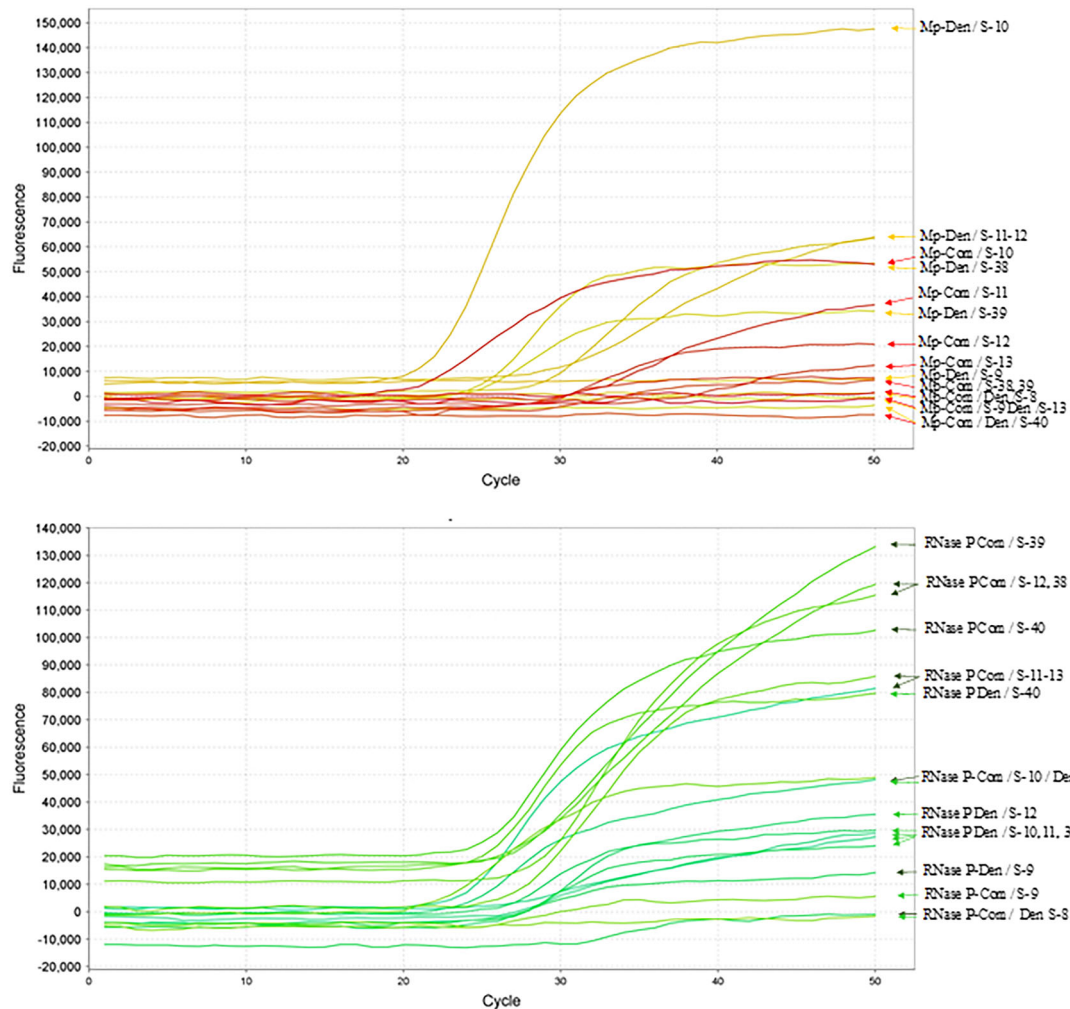 150,000
140,000
130,000
120,000
110,000
100,000
90,000
80,000
70,000
60,000
50,000
40,000
30,000
20,000
10,000
0
-10,000
-20,000
Fluorescence
0 10 20 30 40 50
Cycle
Mp-Den / S-10
Mp-Den / S-11-12
Mp-Com / S-10
Mp-Den / S-38
Mp-Com / S-11
Mp-Den / S-39
Mp-Com / S-12
Mp-Com / S-13
Mp-Den / S-9
Mp-Com / S-38,39
Mp-Com / Den / S-8
Mp-Com / S-9 Den / S-13
Mp-Com / Den / S-40
140,000
130,000
120,000
110,000
100,000
90,000
80,000
70,000
60,000
50,000
40,000
30,000
20,000
10,000
0
-10,000
-20,000
Fluorescence
0 10 20 30 40 50
Cycle
RNase P Com / S-39
RNase P Com / S-12, 38
RNase P Com / S-40
RNase P Com / S-11-13
RNase P Den / S-40
RNase P-Com / S-10 / De
RNase P Den / S-12
RNase P Den / S-10, 11, 3
RNase P-Den / S-9
RNase P-Com / S-9
RNase P-Com / Den S-8